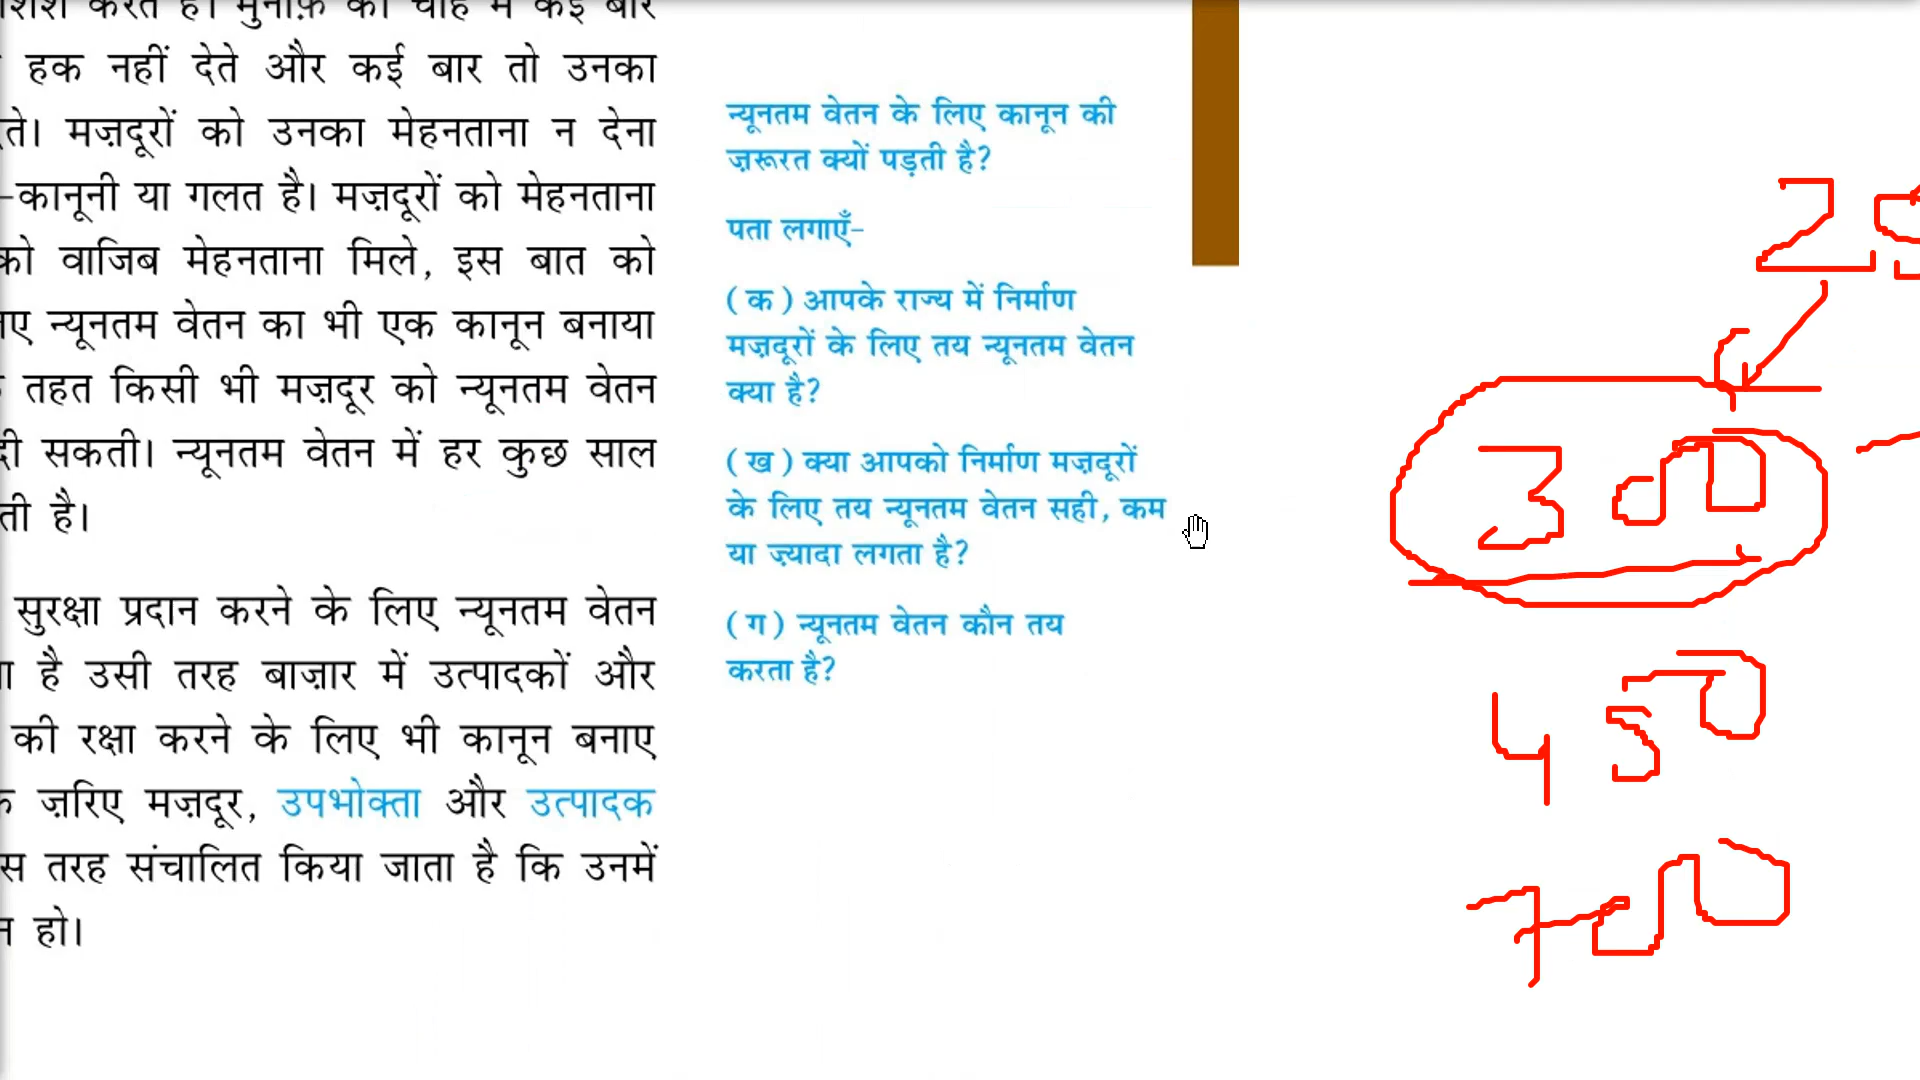 हक नहीं देते और कई बार तो उनका
मज़दूरों को उनका मेहनताना न देना
-कानूनी या गलत है। मज़दूरों को मेहनताना
को वाजिब मेहनताना मिले, इस बात को
न्यूनतम वेतन का भी एक कानून बनाया
तहत किसी भी मज़दूर को न्यूनतम वेतन
सकती। न्यूनतम वेतन में हर कुछ साल
है।
सुरक्षा प्रदान करने के लिए न्यूनतम वेतन
है उसी तरह बाज़ार में उत्पादकों और
की रक्षा करने के लिए भी कानून बनाए
ज़रिए मज़दूर, उपभोक्ता और उत्पादक
तरह संचालित किया जाता है कि उनमें
हो।
न्यूनतम वेतन के लिए कानून की
ज़रूरत क्यों पड़ती है?
पता लगाएँ-
(क) आपके राज्य में निर्माण
मज़दूरों के लिए तय न्यूनतम वेतन
क्या है?
(ख) क्या आपको निर्माण मज़दूरों
के लिए तय न्यूनतम वेतन सही, कम
या ज़्यादा लगता है?
(ग) न्यूनतम वेतन कौन तय
करता है?
300
450
700